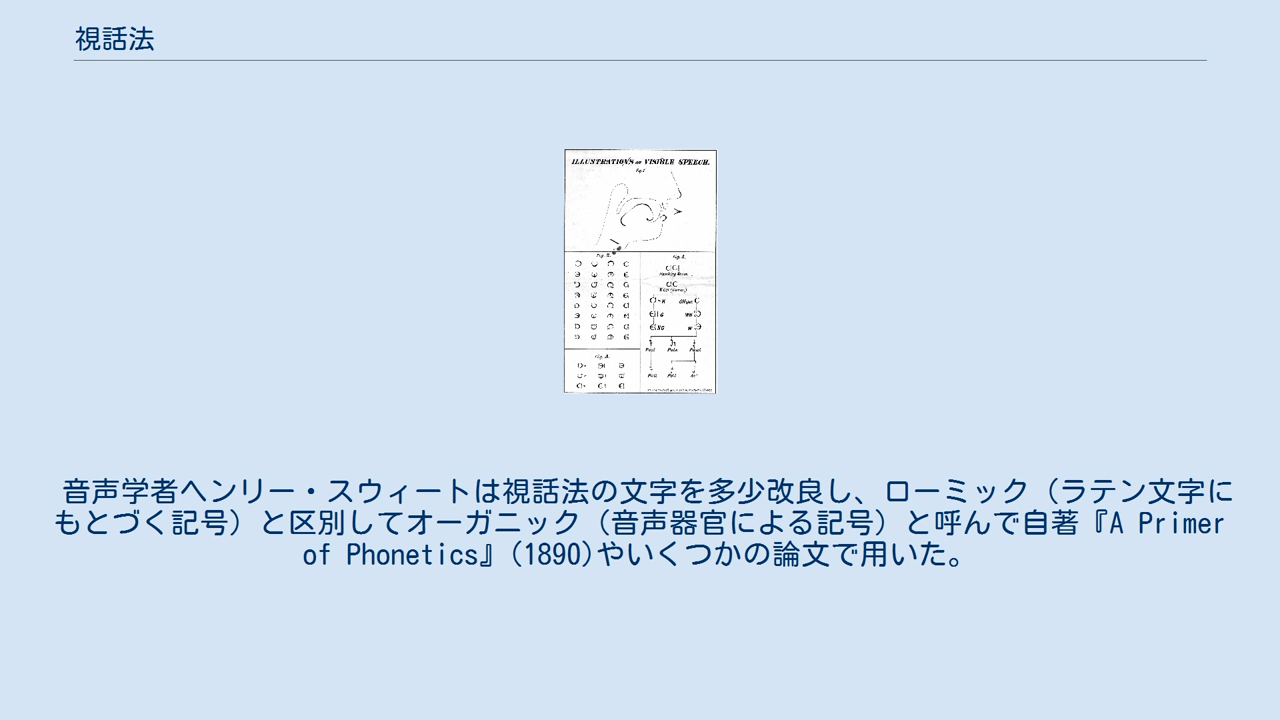 視話法
ILLUSTRATIONS OF VISIBLE SPEECH.
Fig. 1
音声学者ヘンリー・スウィートは視話法の文字を多少改良し、ローミック（ラテン文字に
もとづく記号）と区別してオーガニック（音声器官による記号）と呼んで自著『A Primer
of Phonetics』(1890)やいくつかの論文で用いた。